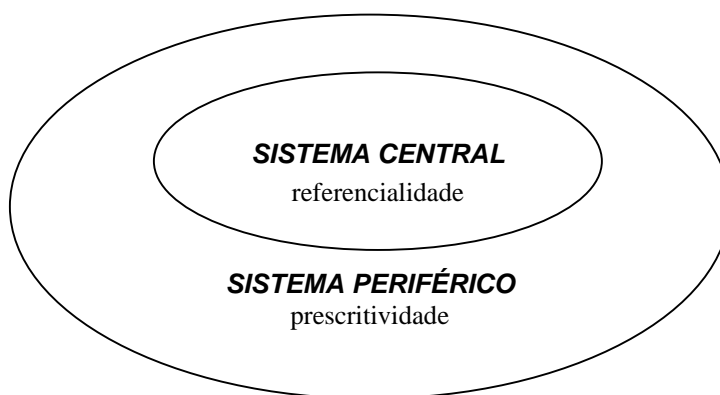 SISTEMA CENTRAL
referencialidade
SISTEMA PERIFÉRICO
prescritividade